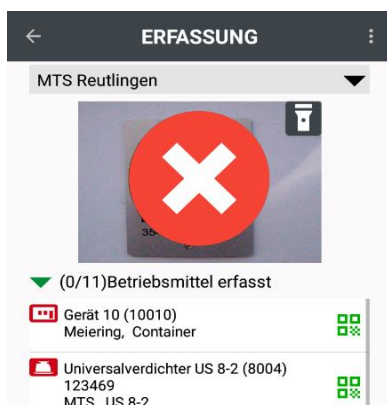 ERFASSUNG
MTS Reutlingen
(0/11)Betriebsmittel erfasst
Gerät 10 (10010)
Meiering, Container
Universalverdichter US 8-2 (8004)
123469
MTS US 8-2